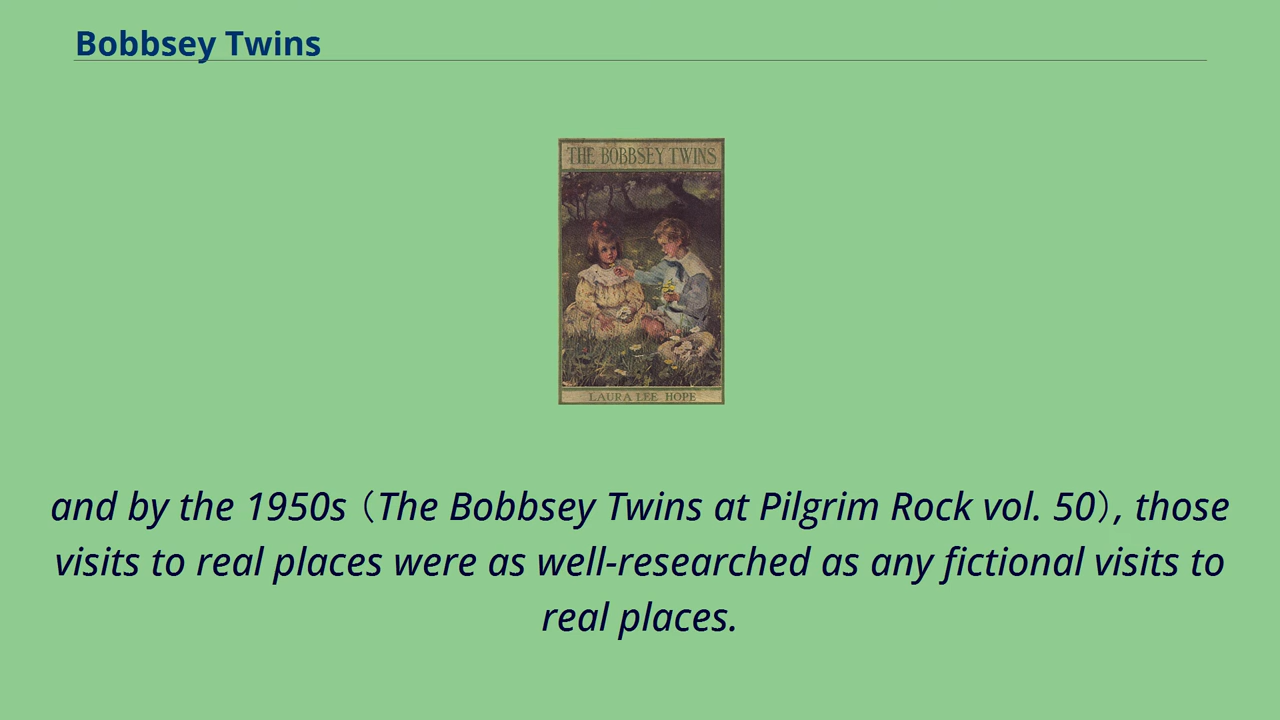 Bobbsey Twins
THE BOBBSEY TWINS
LAURA LEE HOPE
and by the 1950s（The Bobbsey Twins at Pilgrim Rock vol. 50）, those
visits to real places were as well-researched as any fictional visits to
real places.